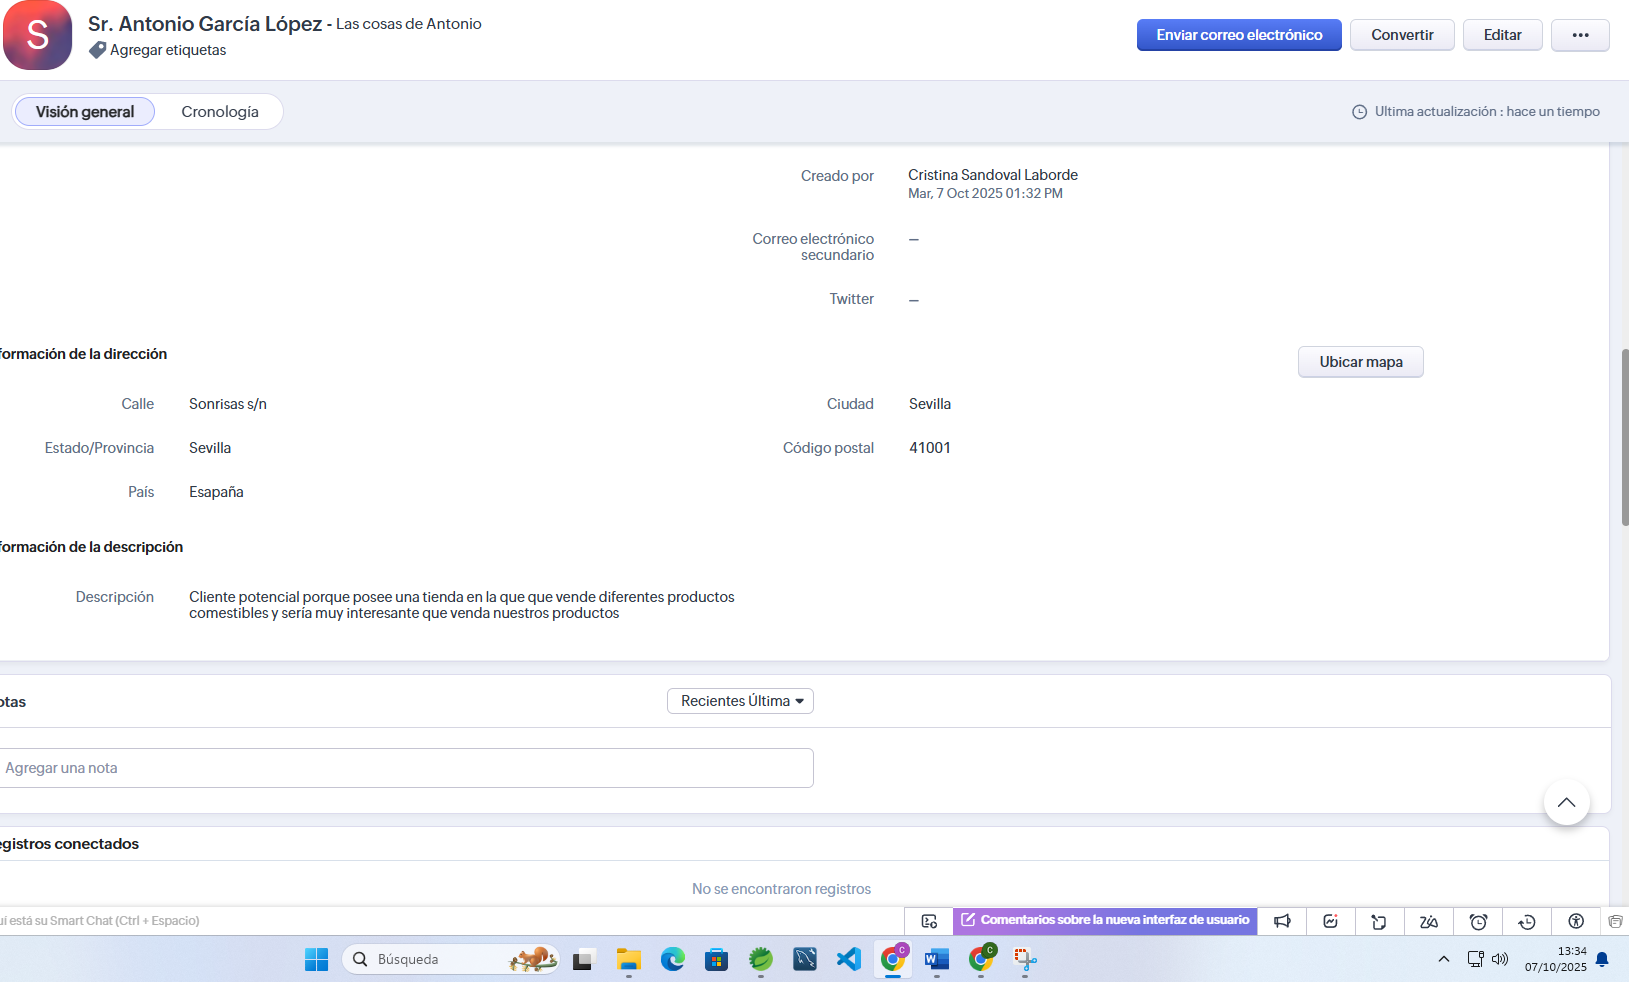 S
Sr. Antonio García López - Las cosas de Antonio
Agregar etiquetas
Enviar correo electrónico
Convertir
Editar
Visión general
Cronología
Ultima actualización : hace un tiempo
Creado por
Cristina Sandoval Laborde
Mar, 7 Oct 2025 01:32 PM
Correo electrónico
secundario
—
Twitter
—
formación de la dirección
Ubicar mapa
Calle
Sonrisas s/n
Ciudad
Sevilla
Estado/Provincia
Sevilla
Código postal
41001
País
Esapaña
formación de la descripción
Descripción
Cliente potencial porque posee una tienda en la que que vende diferentes productos
comestibles y sería muy interesante que venda nuestros productos
otas
Recientes Última
Agregar una nota
egistros conectados
No se encontraron registros
uí está su Smart Chat (Ctrl + Espacio)
Comentarios sobre la nueva interfaz de usuario
Búsqueda
13:34
07/10/2025